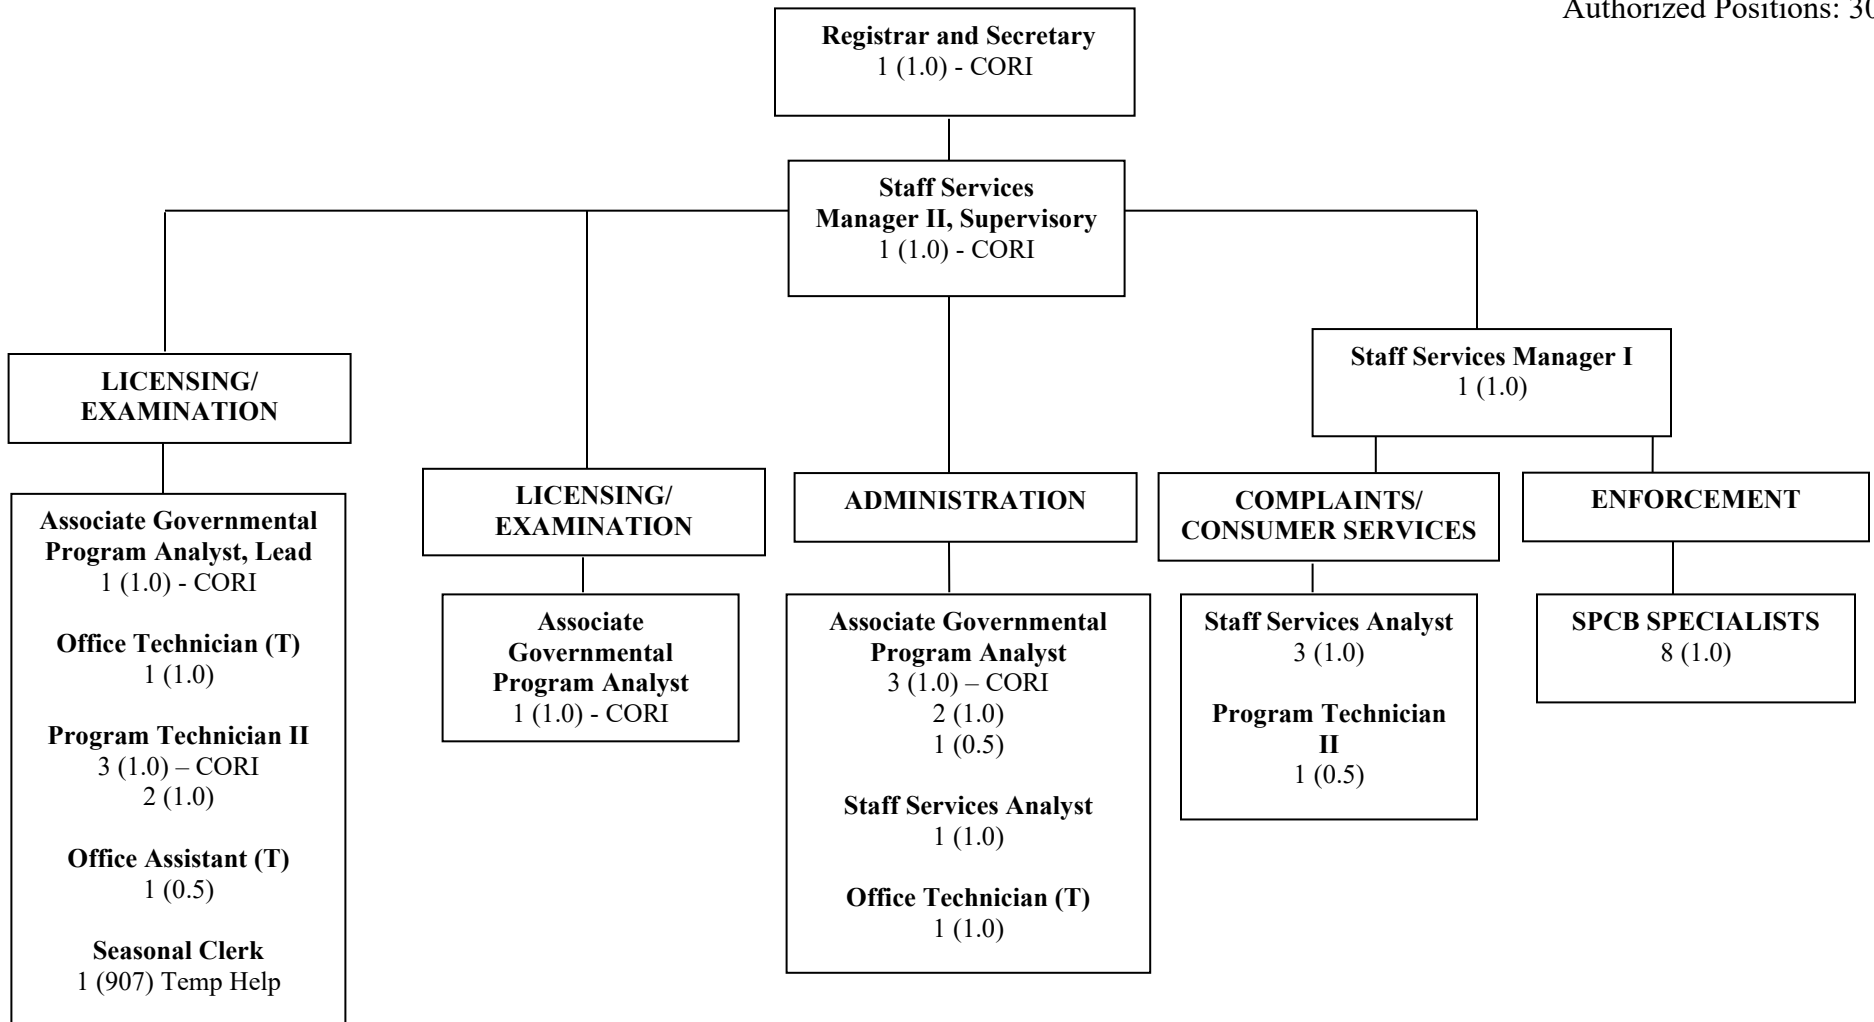 Authorized Positions: 30
Registrar and Secretary
1 (1.0) - CORI
Staff Services
Manager II, Supervisory
1 (1.0) - CORI
Staff Services Manager I
1 (1.0)
LICENSING/
EXAMINATION
Associate Governmental
Program Analyst, Lead
1 (1.0) - CORI
Office Technician (T)
1 (1.0)
Program Technician II
3 (1.0) – CORI
2 (1.0)
Office Assistant (T)
1 (0.5)
Seasonal Clerk
1 (907) Temp Help
LICENSING/
EXAMINATION
Associate
Governmental
Program Analyst
1 (1.0) - CORI
ADMINISTRATION
Associate Governmental
Program Analyst
3 (1.0) – CORI
2 (1.0)
1 (0.5)
Staff Services Analyst
1 (1.0)
Office Technician (T)
1 (1.0)
COMPLAINTS/
CONSUMER SERVICES
Staff Services Analyst
3 (1.0)
Program Technician
II
1 (0.5)
ENFORCEMENT
SPCB SPECIALISTS
8 (1.0)